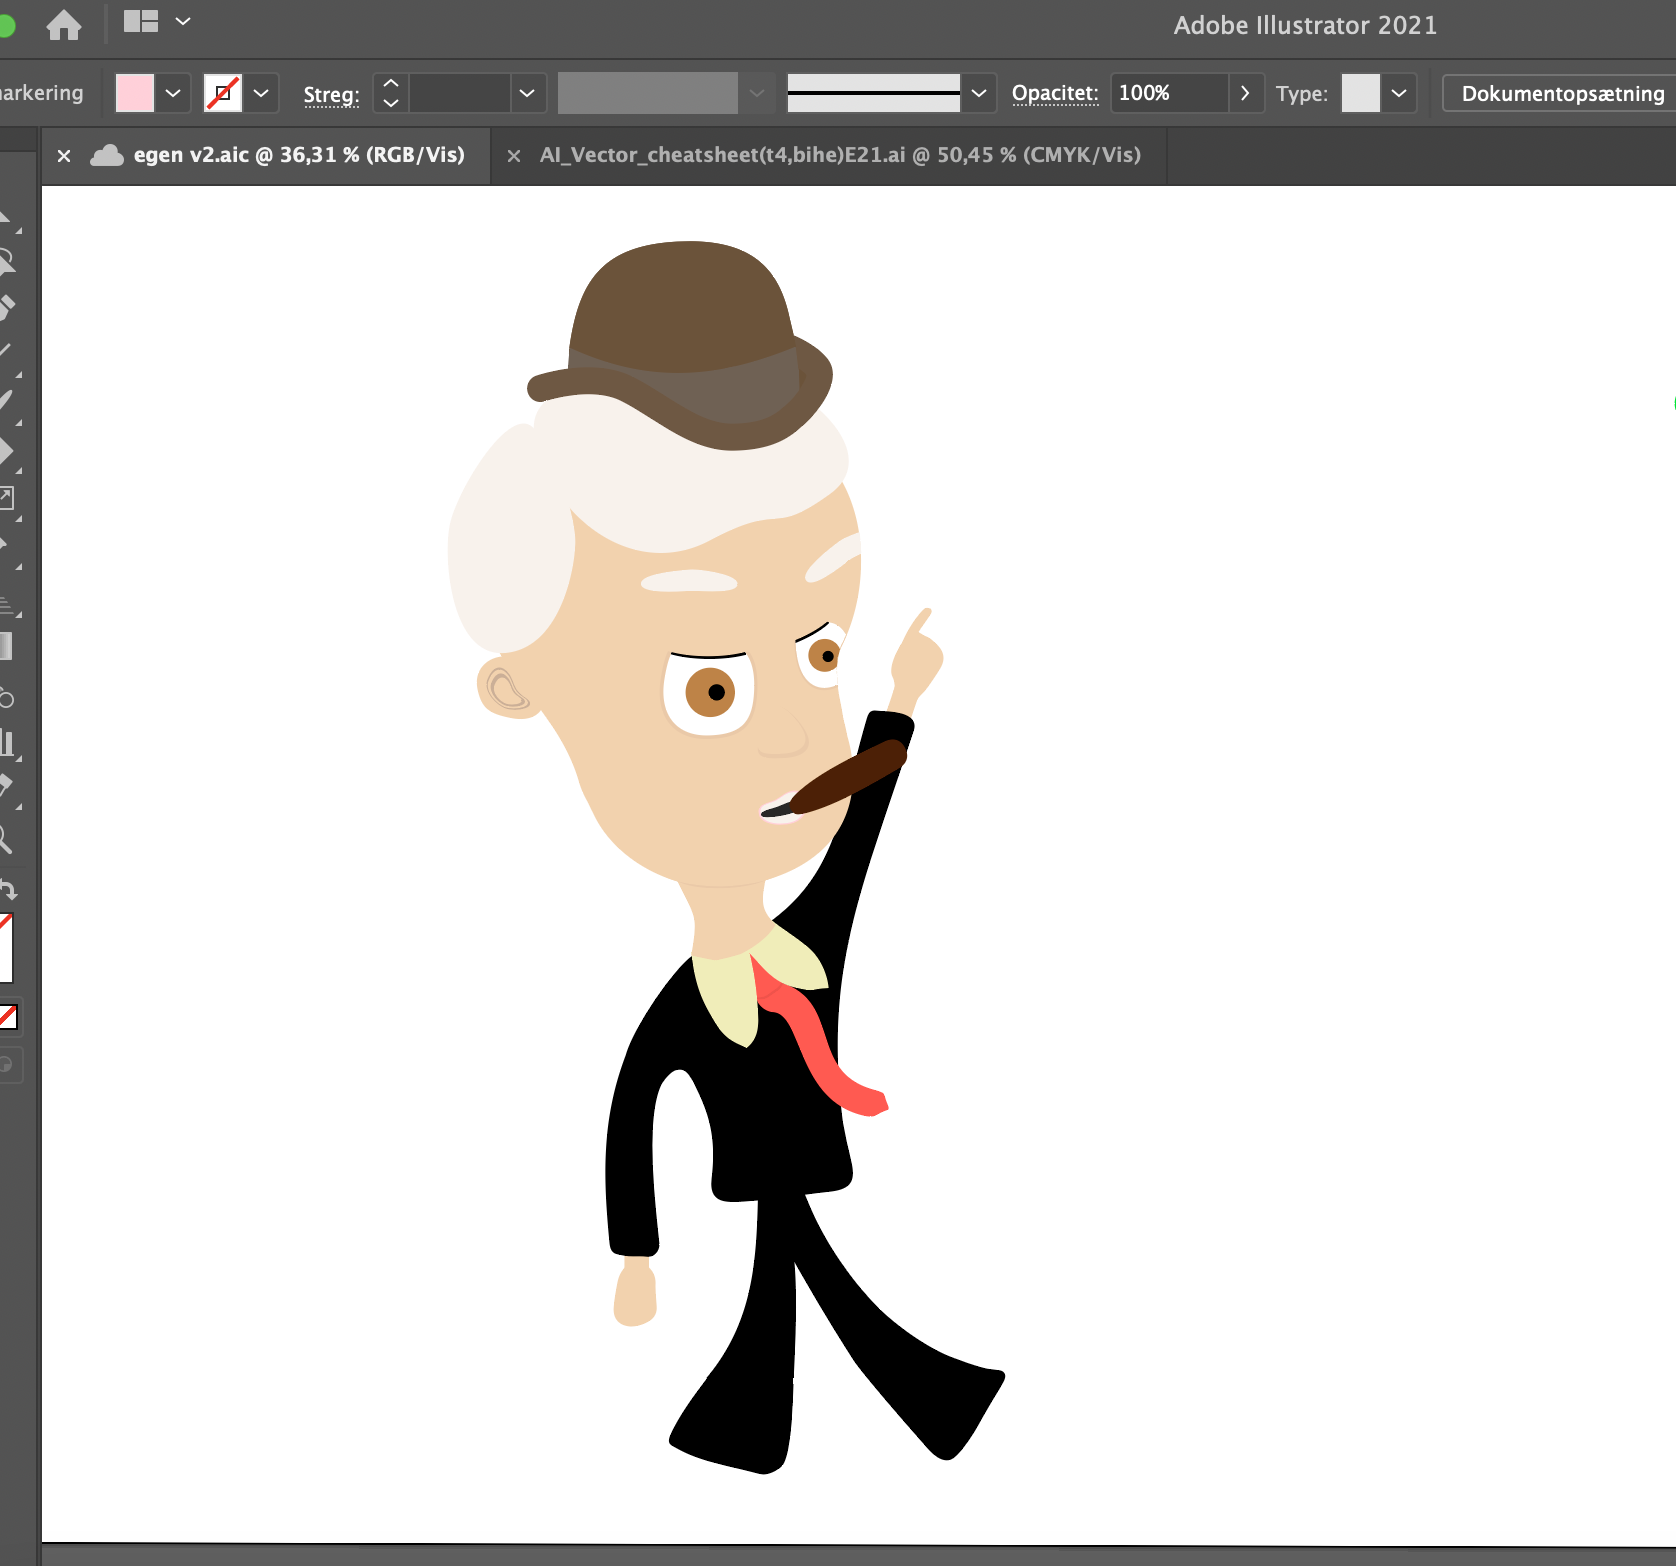 Adobe Illustrator 2021
arkering
Streg:
Opacitet: 100%
Type:
Dokumentopsætning
egen v2.aic @ 36,31 % (RGB/Vis)
AI_Vector_cheatsheet(t4,bihe)E21.ai @ 50,45 % (CMYK/Vis)